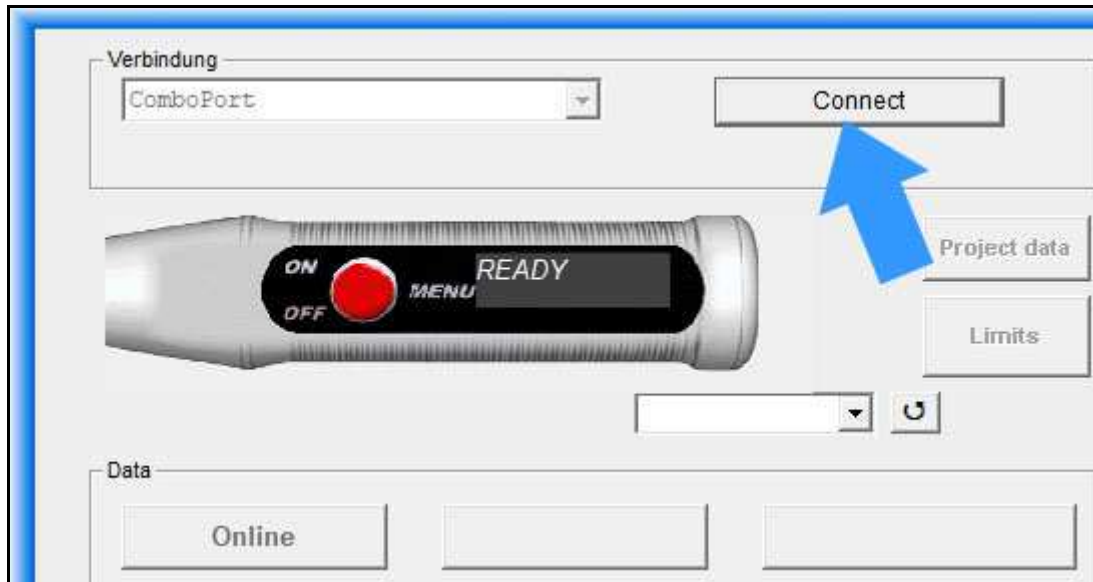 Verbindung
ComboPort
Connect
ON
OFF
MENU
READY
Project data
Limits
Data
Online